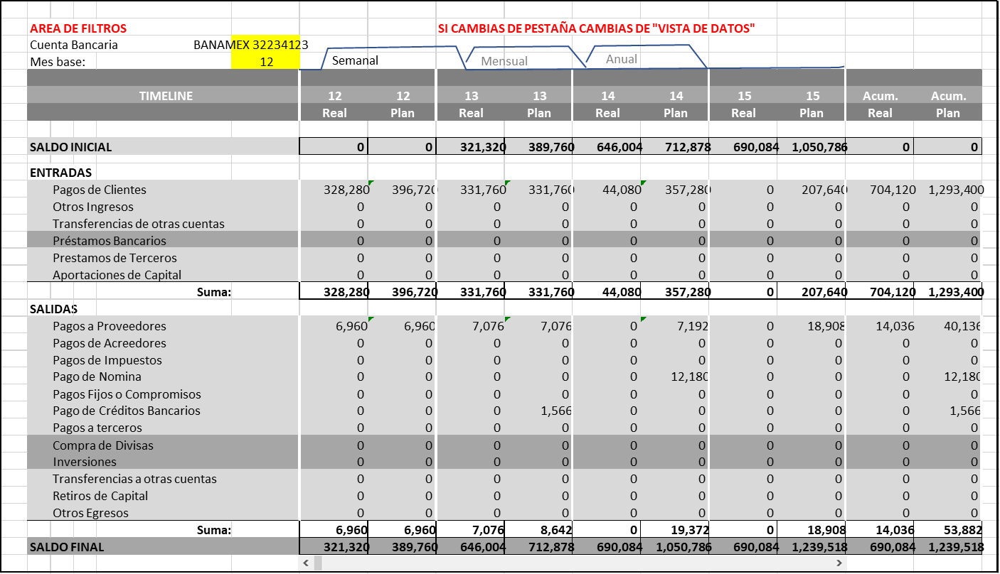 AREA DE FILTROS SI CAMBIAS DE PESTAÑA CAMBIAS DE "VISTA DE DATOS"
Cuenta Bancaria BANAMEX 32234123
Mes base: 12 Semanal Mensual Anual
TIMELINE 12 12 13 13 14 14 15 15 Acum. Acum.
Real Plan Real Plan Real Plan Real Plan Real Plan
SALDO INICIAL 0 0 321,320 389,760 646,004 712,878 690,084 1,050,786 0 0
ENTRADAS
Pagos de Clientes 328,280 396,720 331,760 331,760 44,080 357,280 0 207,640 704,120 1,293,400
Otros Ingresos 0 0 0 0 0 0 0 0 0 0
Transferencias de otras cuentas 0 0 0 0 0 0 0 0 0 0
Préstamos Bancarios 0 0 0 0 0 0 0 0 0 0
Prestamos de Terceros 0 0 0 0 0 0 0 0 0 0
Aportaciones de Capital 0 0 0 0 0 0 0 0 0 0
Suma: 328,280 396,720 331,760 331,760 44,080 357,280 0 207,640 704,120 1,293,400
SALIDAS
Pagos a Proveedores 6,960 6,960 7,076 7,076 0 7,192 0 18,908 14,036 40,136
Pagos de Acreedores 0 0 0 0 0 0 0 0 0 0
Pagos de Impuestos 0 0 0 0 0 0 0 0 0 0
Pago de Nomina 0 0 0 0 0 12,180 0 0 0 12,180
Pagos Fijos o Compromisos 0 0 0 0 0 0 0 0 0 0
Pago de Créditos Bancarios 0 0 0 1,566 0 0 0 0 0 1,566
Pagos a terceros 0 0 0 0 0 0 0 0 0 0
Compra de Divisas 0 0 0 0 0 0 0 0 0 0
Inversiones 0 0 0 0 0 0 0 0 0 0
Transferencias a otras cuentas 0 0 0 0 0 0 0 0 0 0
Retiros de Capital 0 0 0 0 0 0 0 0 0 0
Otros Egresos 0 0 0 0 0 0 0 0 0 0
Suma: 6,960 6,960 7,076 8,642 0 19,372 0 18,908 14,036 53,882
SALDO FINAL 321,320 389,760 646,004 712,878 690,084 1,050,786 690,084 1,239,518 690,084 1,239,518